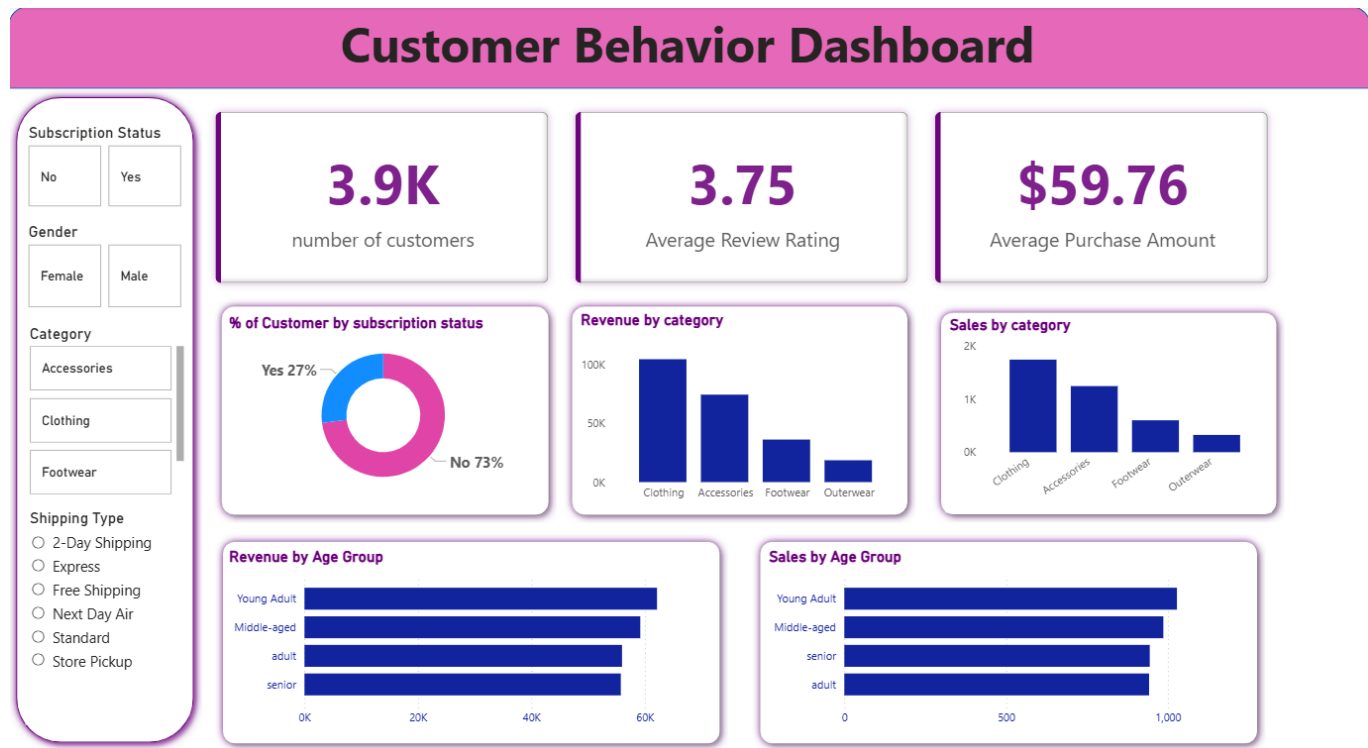 Customer Behavior Dashboard
Subscription Status
No
Yes
Gender
Female
Male
Category
Accessories
Clothing
Footwear
Shipping Type
2-Day Shipping
Express
Free Shipping
Next Day Air
Standard
Store Pickup
3.9K
number of customers
3.75
Average Review Rating
$59.76
Average Purchase Amount
% of Customer by subscription status
Yes 27%
No 73%
Revenue by category
100K
50K
0K
Clothing Accessories Footwear Outerwear
Sales by category
2K
1K
0K
Clothing Accessories Footwear Outerwear
Revenue by Age Group
Young Adult
Middle-aged
adult
senior
0K 20K 40K 60K
Sales by Age Group
Young Adult
Middle-aged
senior
adult
0 500 1,000